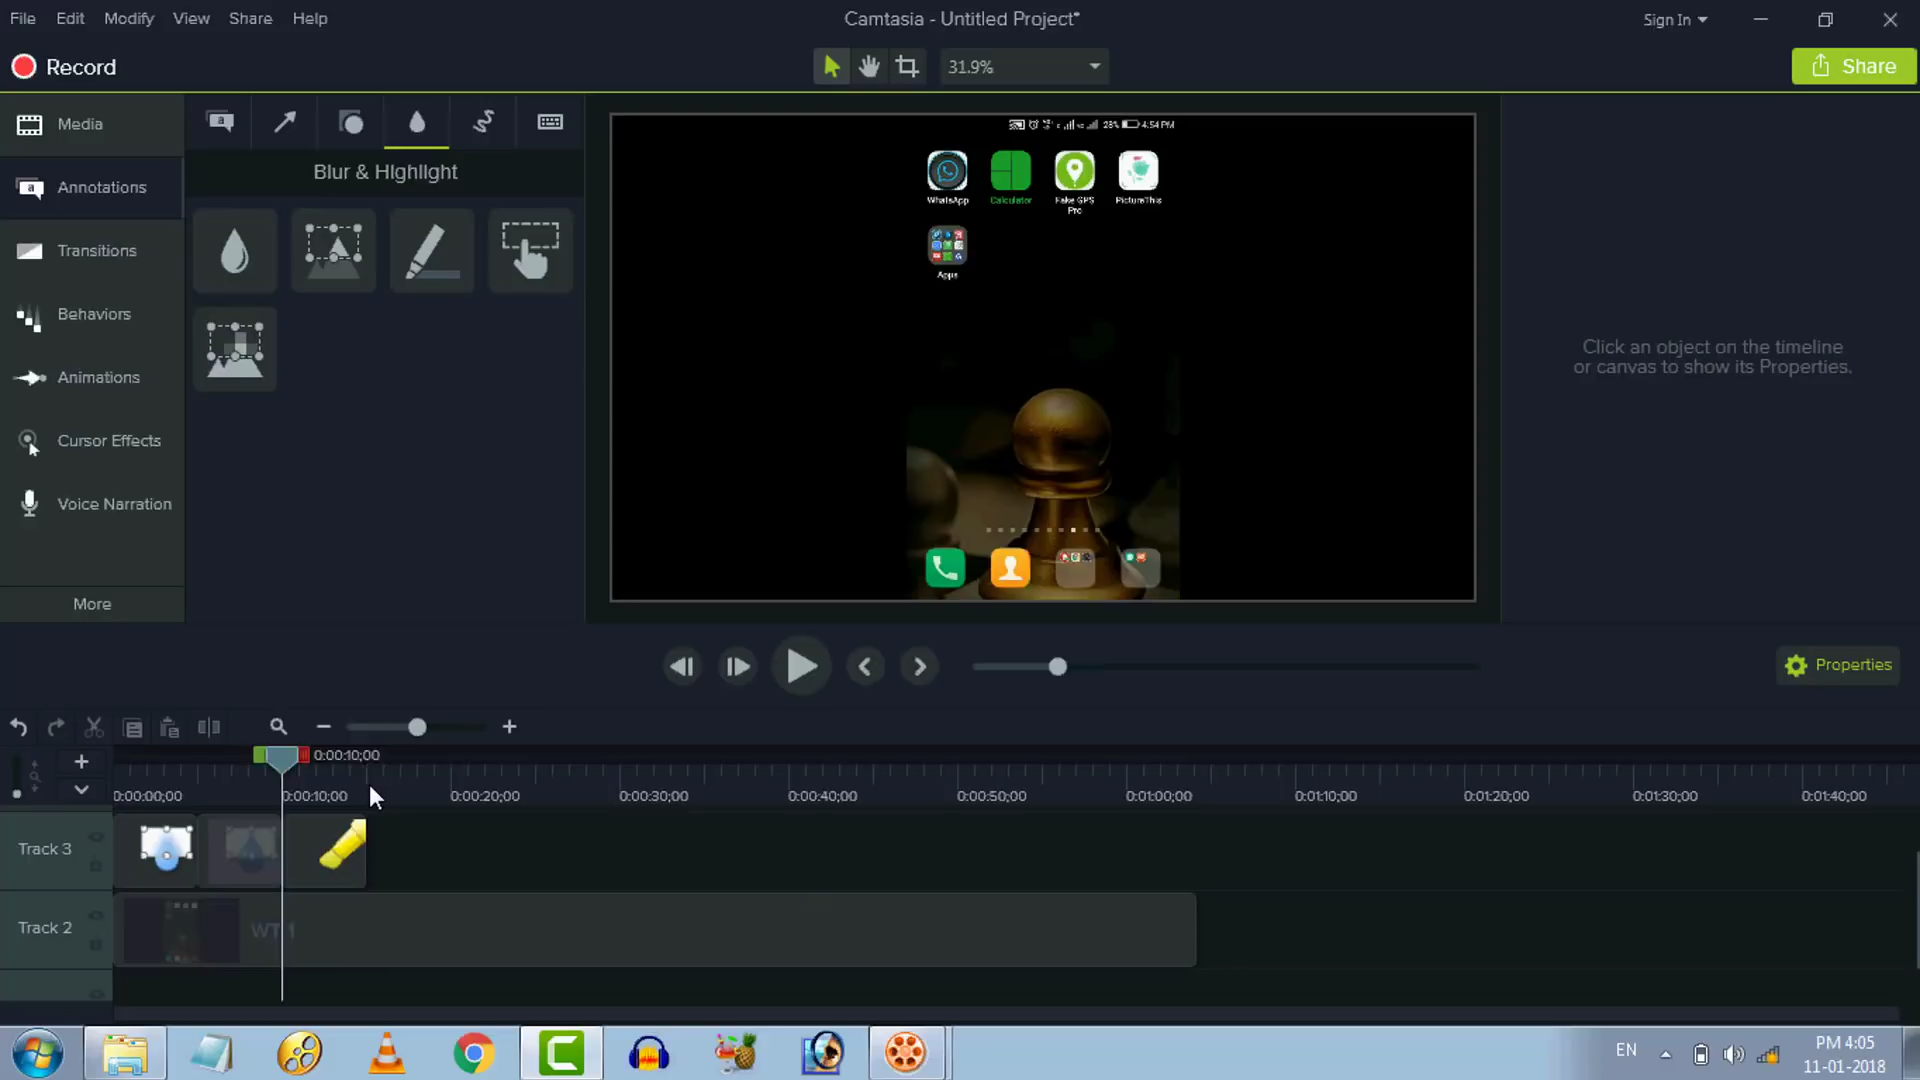 File Edit Modify View Share Help
Camtasia - Untitled Project*
Sign In
Record
31.9%
Share
Media
Annotations
Transitions
Behaviors
Animations
Cursor Effects
Voice Narration
More
Blur & Highlight
28% 4:54 PM
WhatsApp Calculator Fake GPS Pro PictureThis
Apps
Click an object on the timeline
or canvas to show its Properties.
Properties
0:00:10;00
0:00:00;00 0:00:10;00 0:00:20;00 0:00:30;00 0:00:40;00 0:00:50;00 0:01:00;00 0:01:10;00 0:01:20;00 0:01:30;00 0:01:40;00
Track 3
Track 2
EN
PM 4:05
11-01-2018